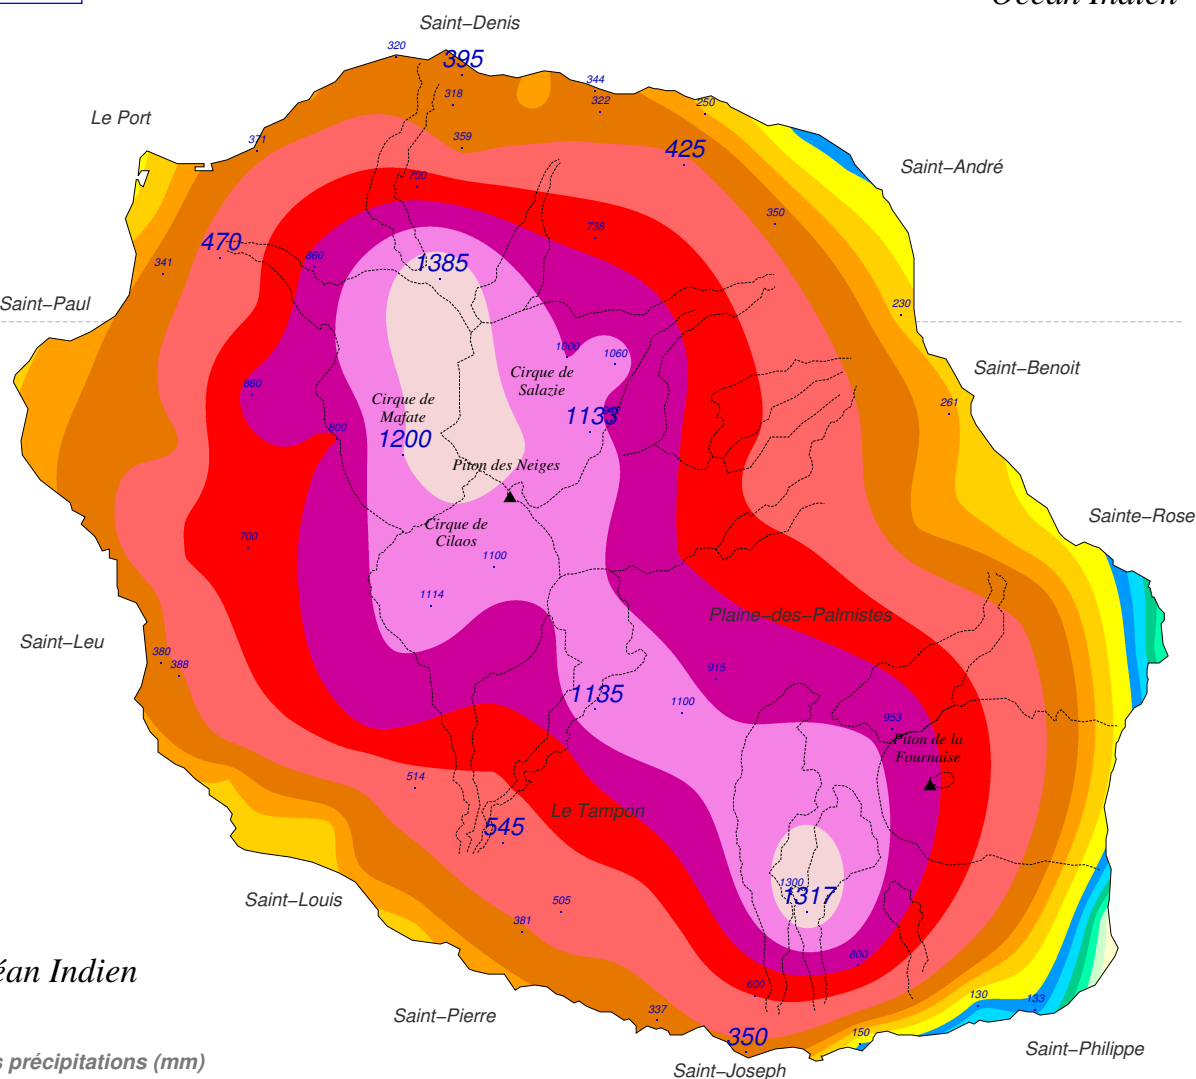 Océan Indien
Saint–Denis
320
395
344
318
322
250
Le Port
371
359
425
Saint–André
700
350
738
470
860
1385
341
Saint–Paul
230
1000
1060
Cirque de
Salazie
Saint–Benoit
860
Cirque de
Mafate
261
1133
800
1200
Piton des Neiges
Sainte–Rose
Cirque de
Cilaos
700
1100
1114
Plaine–des–Palmistes
Saint–Leu
380
388
915
1135
1100
953
Piton de la
Fournaise
514
Le Tampon
545
1300
1317
Saint–Louis
505
381
800
éan Indien
600
130
133
Saint–Pierre
337
350
150
Saint–Philippe
s précipitations (mm)
Saint–Joseph